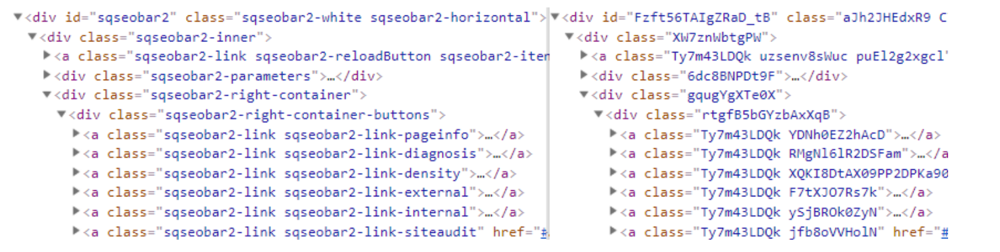 ▼<div id="sqseobar2" class="sqseobar2-white sqseobar2-horizontal">
▼<div class="sqseobar2-inner">
▶<a class="sqseobar2-link sqseobar2-reloadButton sqseobar2-iten
▶<div class="sqseobar2-parameters">…</div>
▼<div class="sqseobar2-right-container">
▼<div class="sqseobar2-right-container-buttons">
▶<a class="sqseobar2-link sqseobar2-link-pageinfo">…</a>
▶<a class="sqseobar2-link sqseobar2-link-diagnosis">…</a>
▶<a class="sqseobar2-link sqseobar2-link-density">…</a>
▶<a class="sqseobar2-link sqseobar2-link-external">…</a>
▶<a class="sqseobar2-link sqseobar2-link-internal">…</a>
▶<a class="sqseobar2-link sqseobar2-link-siteaudit" href="#
▼<div id="Fzft56TAIgZRaD_tB" class="aJh2JHEdxR9 C
▼<div class="XW7znWbtgPW">
▶<a class="Ty7m43LDQk uzsenv8sWuc puEl2g2xgcl"
▶<div class="6dc8BNPDt9F">…</div>
▼<div class="gqugYgXTe0X">
▼<div class="rtgfB5bGYzbAxXqB">
▶<a class="Ty7m43LDQk YDNh0EZ2hAcD">…</a>
▶<a class="Ty7m43LDQk RMgNl6lR2DSFam">…</a
▶<a class="Ty7m43LDQk XQKI8DtAX09PP2DPKa90
▶<a class="Ty7m43LDQk F7tXJO7Rs7k">…</a>
▶<a class="Ty7m43LDQk ySjBROk0ZyN">…</a>
▶<a class="Ty7m43LDQk jfb8oVVHolN" href="#